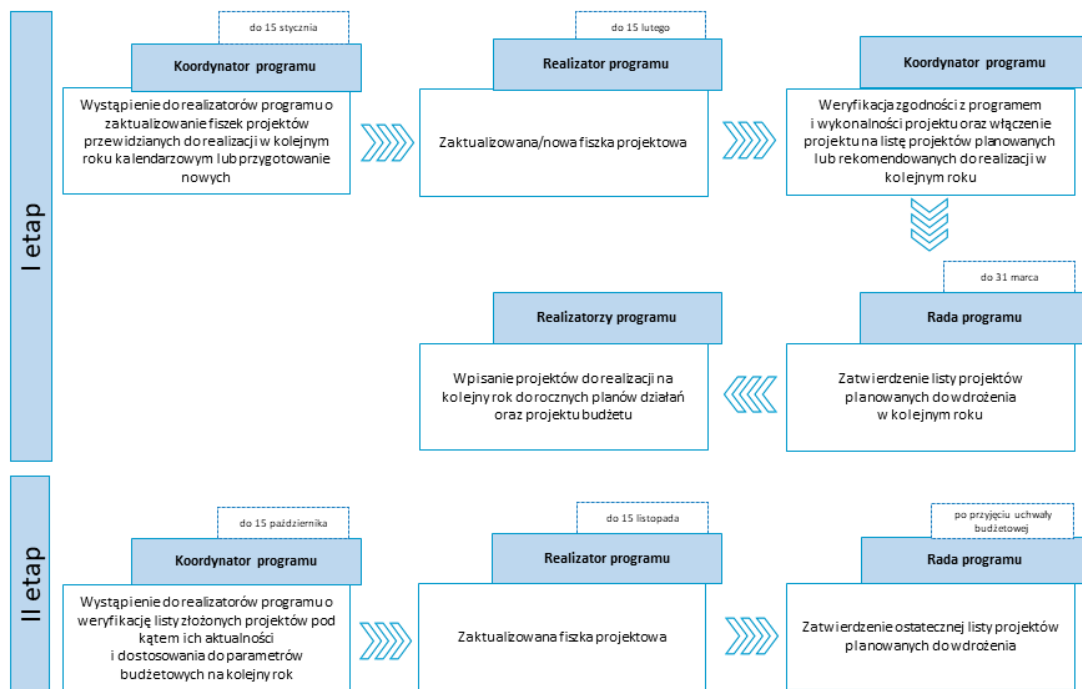 I etap
do 15 stycznia
Koordynator programu
Wystąpienie do realizatorów programu o
zaktualizowanie fiszek projektów
przewidzianych do realizacji w kolejnym
roku kalendarzowym lub przygotowanie
nowych
do 15 lutego
Realizator programu
Zaktualizowana/nowa fiszka projektowa
Koordynator programu
Weryfikacja zgodności z programem
i wykonalności projektu oraz włączenie
projektu na listę projektów planowanych
lub rekomendowanych do realizacji w
kolejnym roku
do 31 marca
Rada programu
Zatwierdzenie listy projektów
planowanych do wdrożenia
w kolejnym roku
Realizatorzy programu
Wpisanie projektów do realizacji na
kolejny rok do rocznych planów działań
oraz projektu budżetu
II etap
do 15 października
Koordynator programu
Wystąpienie do realizatorów programu o
weryfikację listy złożonych projektów pod
kątem ich aktualności
i dostosowania do parametrów
budżetowych na kolejny rok
do 15 listopada
Realizator programu
Zaktualizowana fiszka projektowa
po przyjęciu uchwały
budżetowej
Rada programu
Zatwierdzenie ostatecznej listy projektów
planowanych do wdrożenia